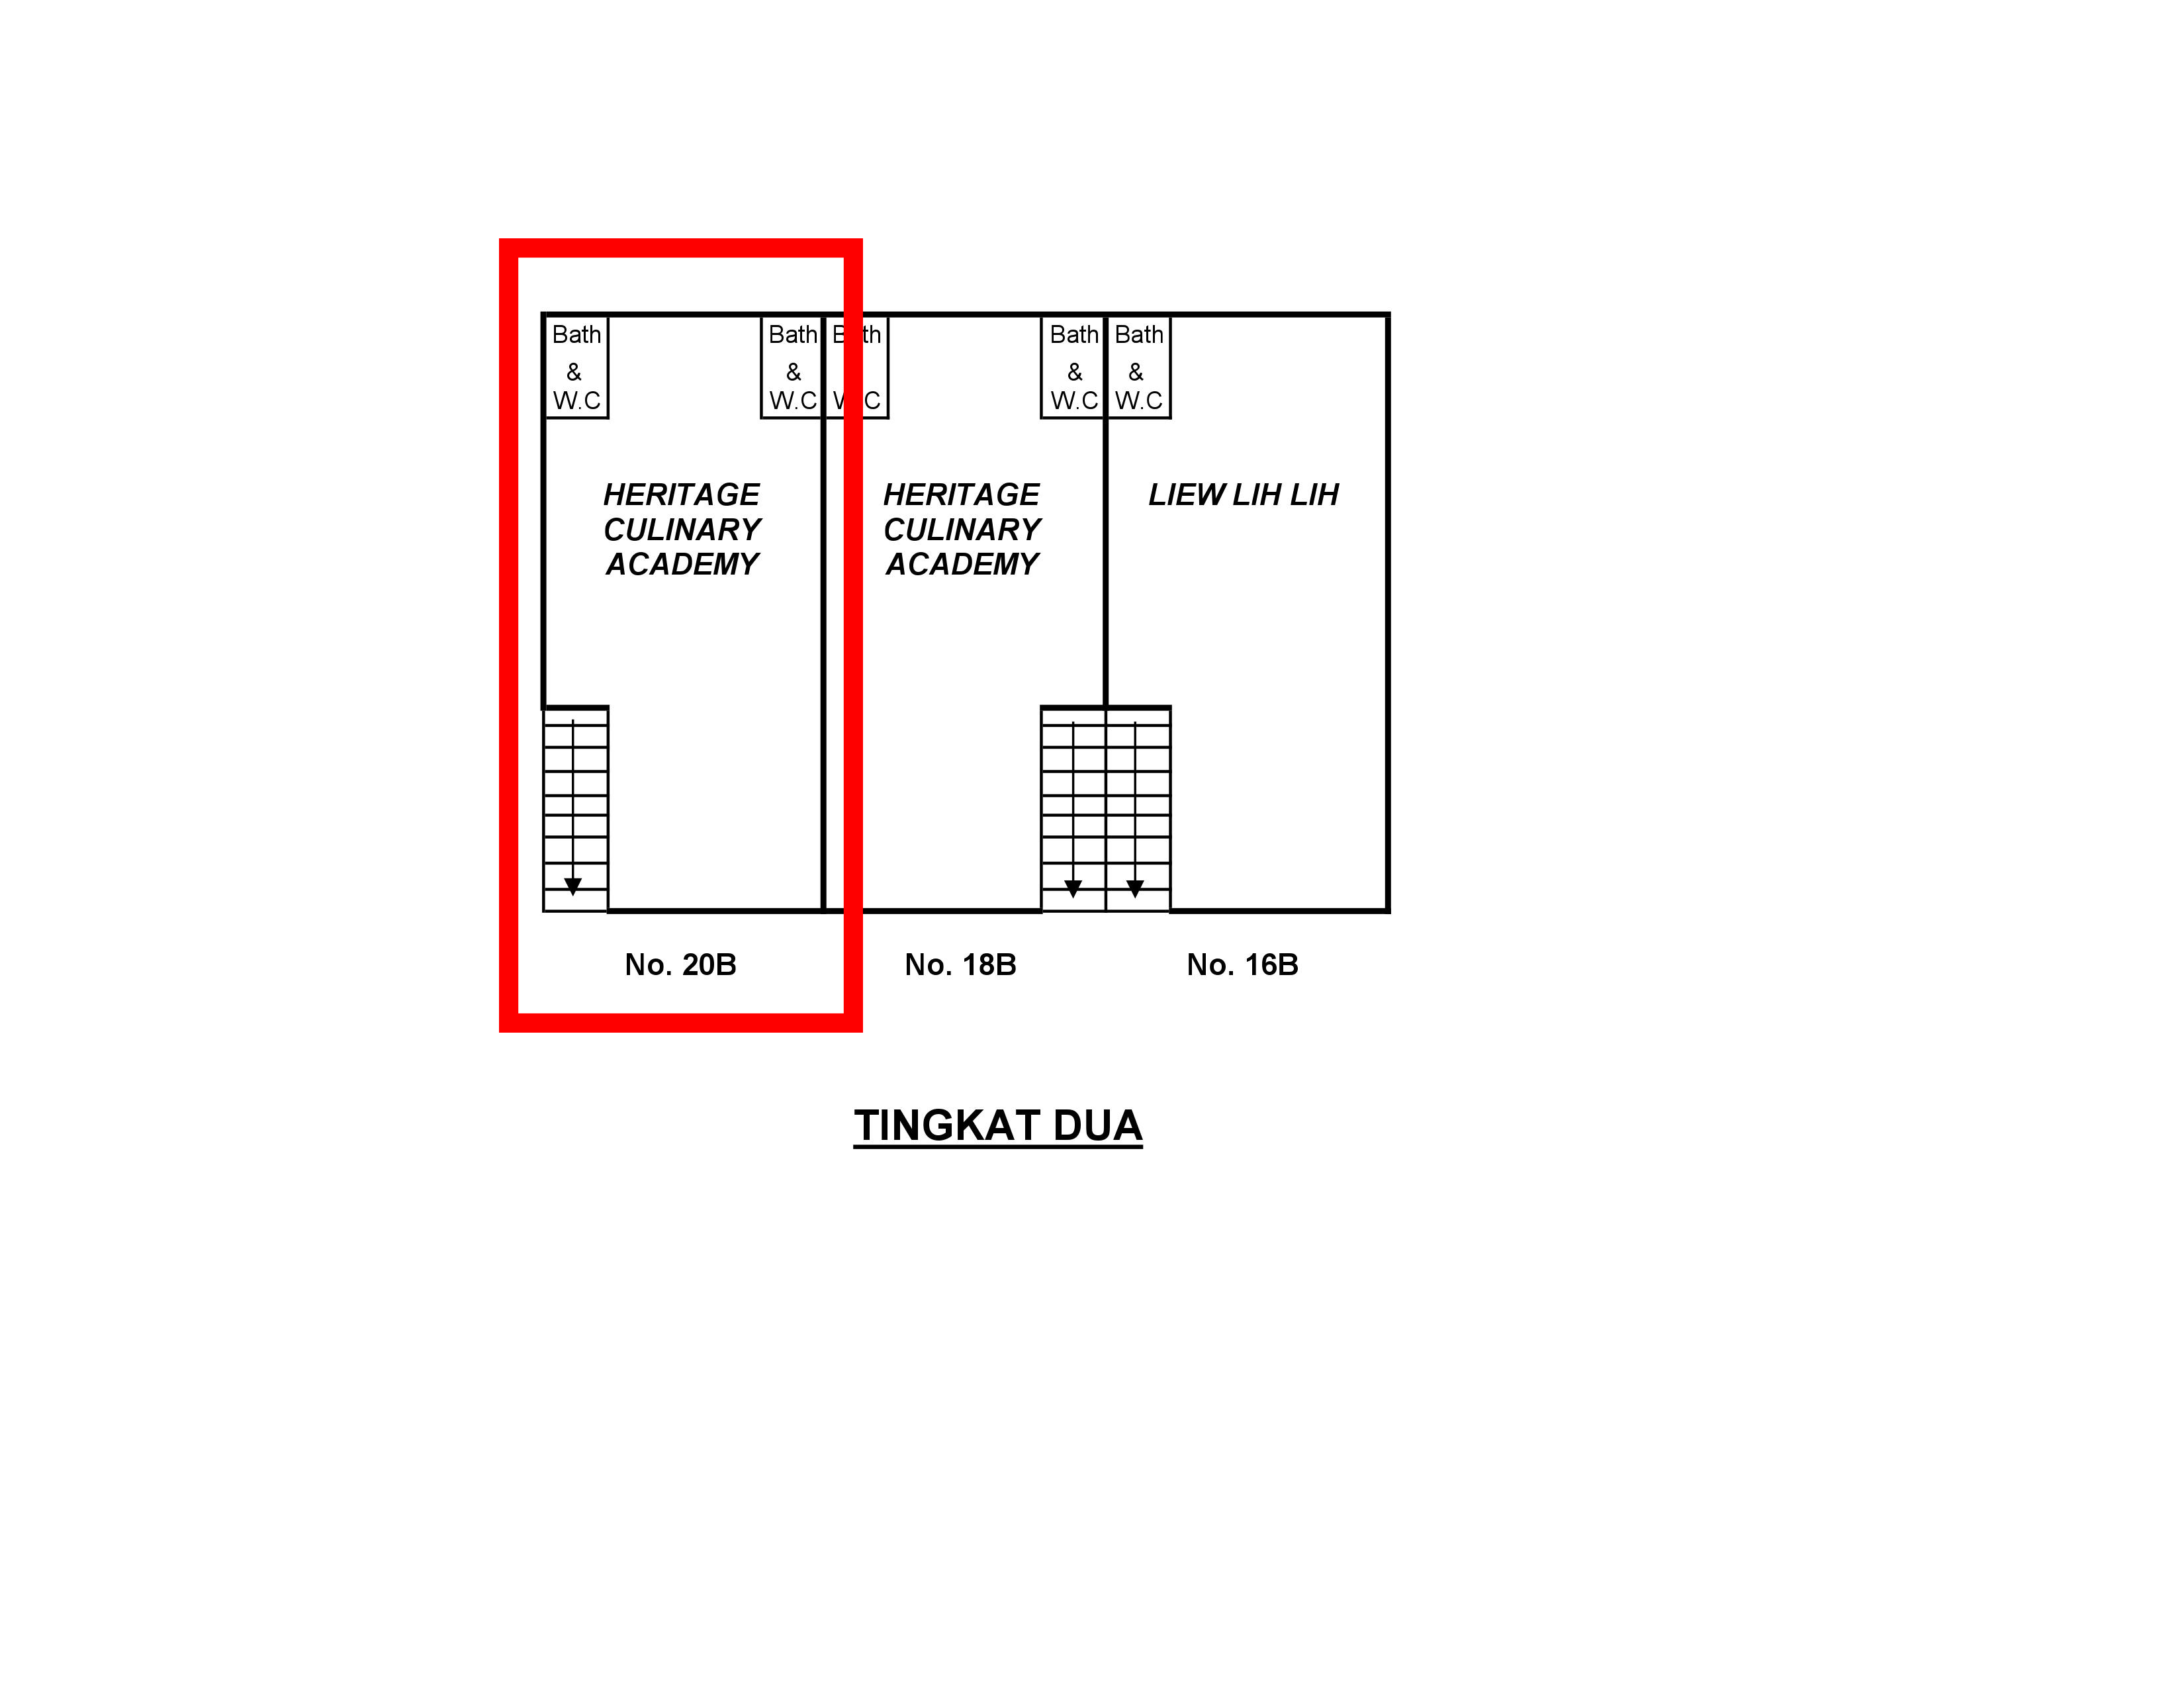 Bath
&
W.C
Bath
&
W.C
Bath
W.C
Bath
&
W.C
Bath
&
W.C
HERITAGE
CULINARY
ACADEMY
HERITAGE
CULINARY
ACADEMY
LIEW LIH LIH
No. 20B
No. 18B
No. 16B
TINGKAT DUA